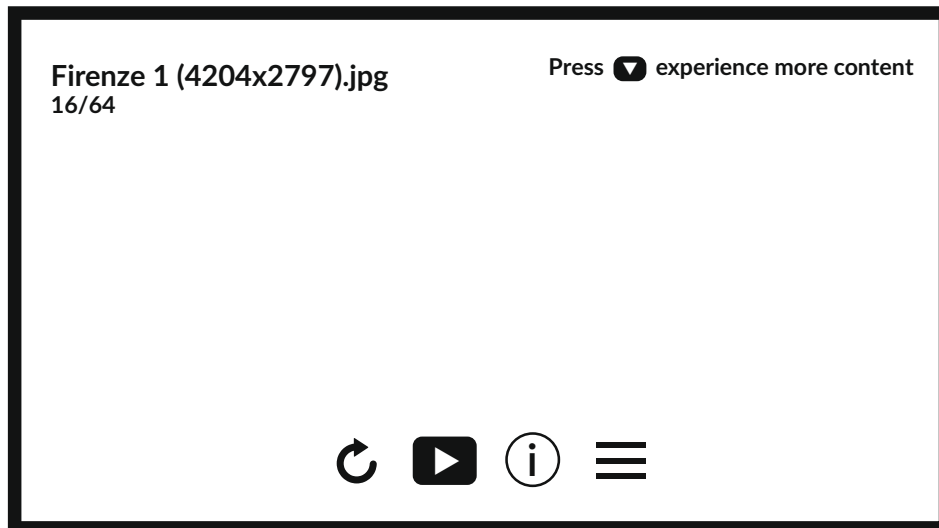 Firenze 1 (4204x2797).jpg
16/64
Press ▼ experience more content
i